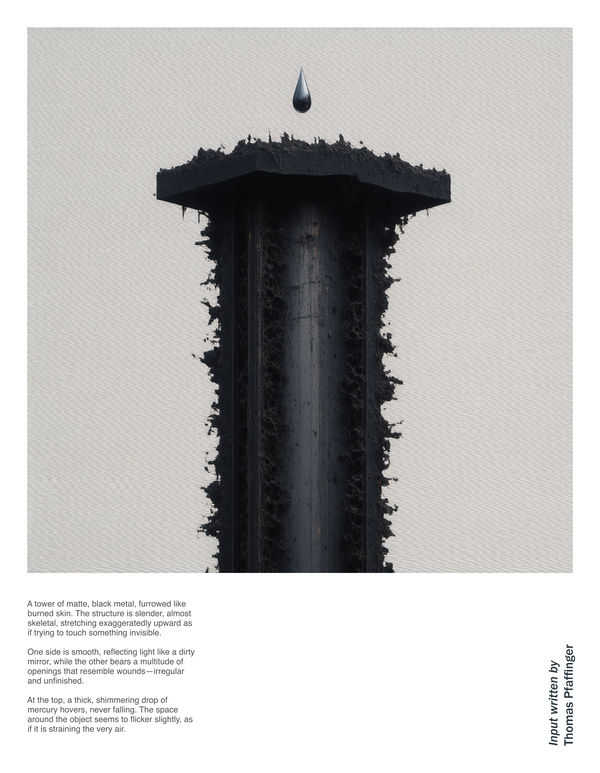 A tower of matte, black metal, furrowed like
burned skin. The structure is slender, almost
skeletal, stretching exaggeratedly upward as
if trying to touch something invisible.
One side is smooth, reflecting light like a dirty
mirror, while the other bears a multitude of
openings that resemble wounds—irregular
and unfinished.
At the top, a thick, shimmering drop of
mercury hovers, never falling. The space
around the object seems to flicker slightly, as
if it is straining the very air.
Input written by
Thomas Pfaffinger